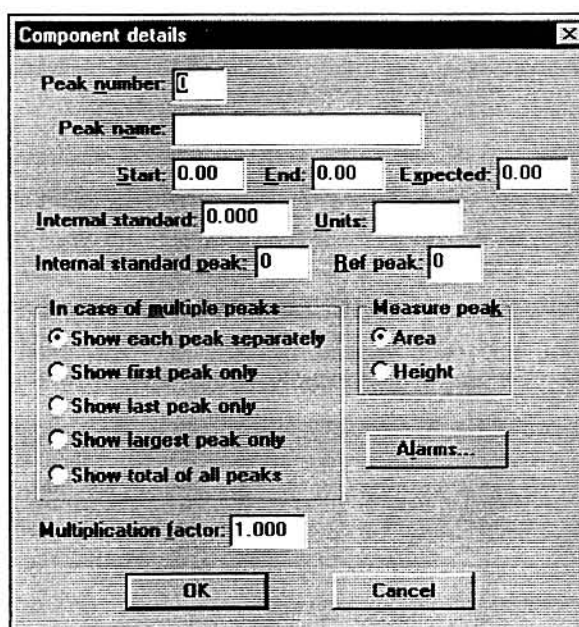 Component details
Peak number: 0
Peak name:
Start: 0.00 End: 0.00 Expected: 0.00
Internal standard: 0.000 Units:
Internal standard peak: 0 Ref peak: 0
In case of multiple peaks
Show each peak separately
Show first peak only
Show last peak only
Show largest peak only
Show total of all peaks
Measure peak
Area
Height
Alarms...
Multiplication factor: 1.000
OK Cancel